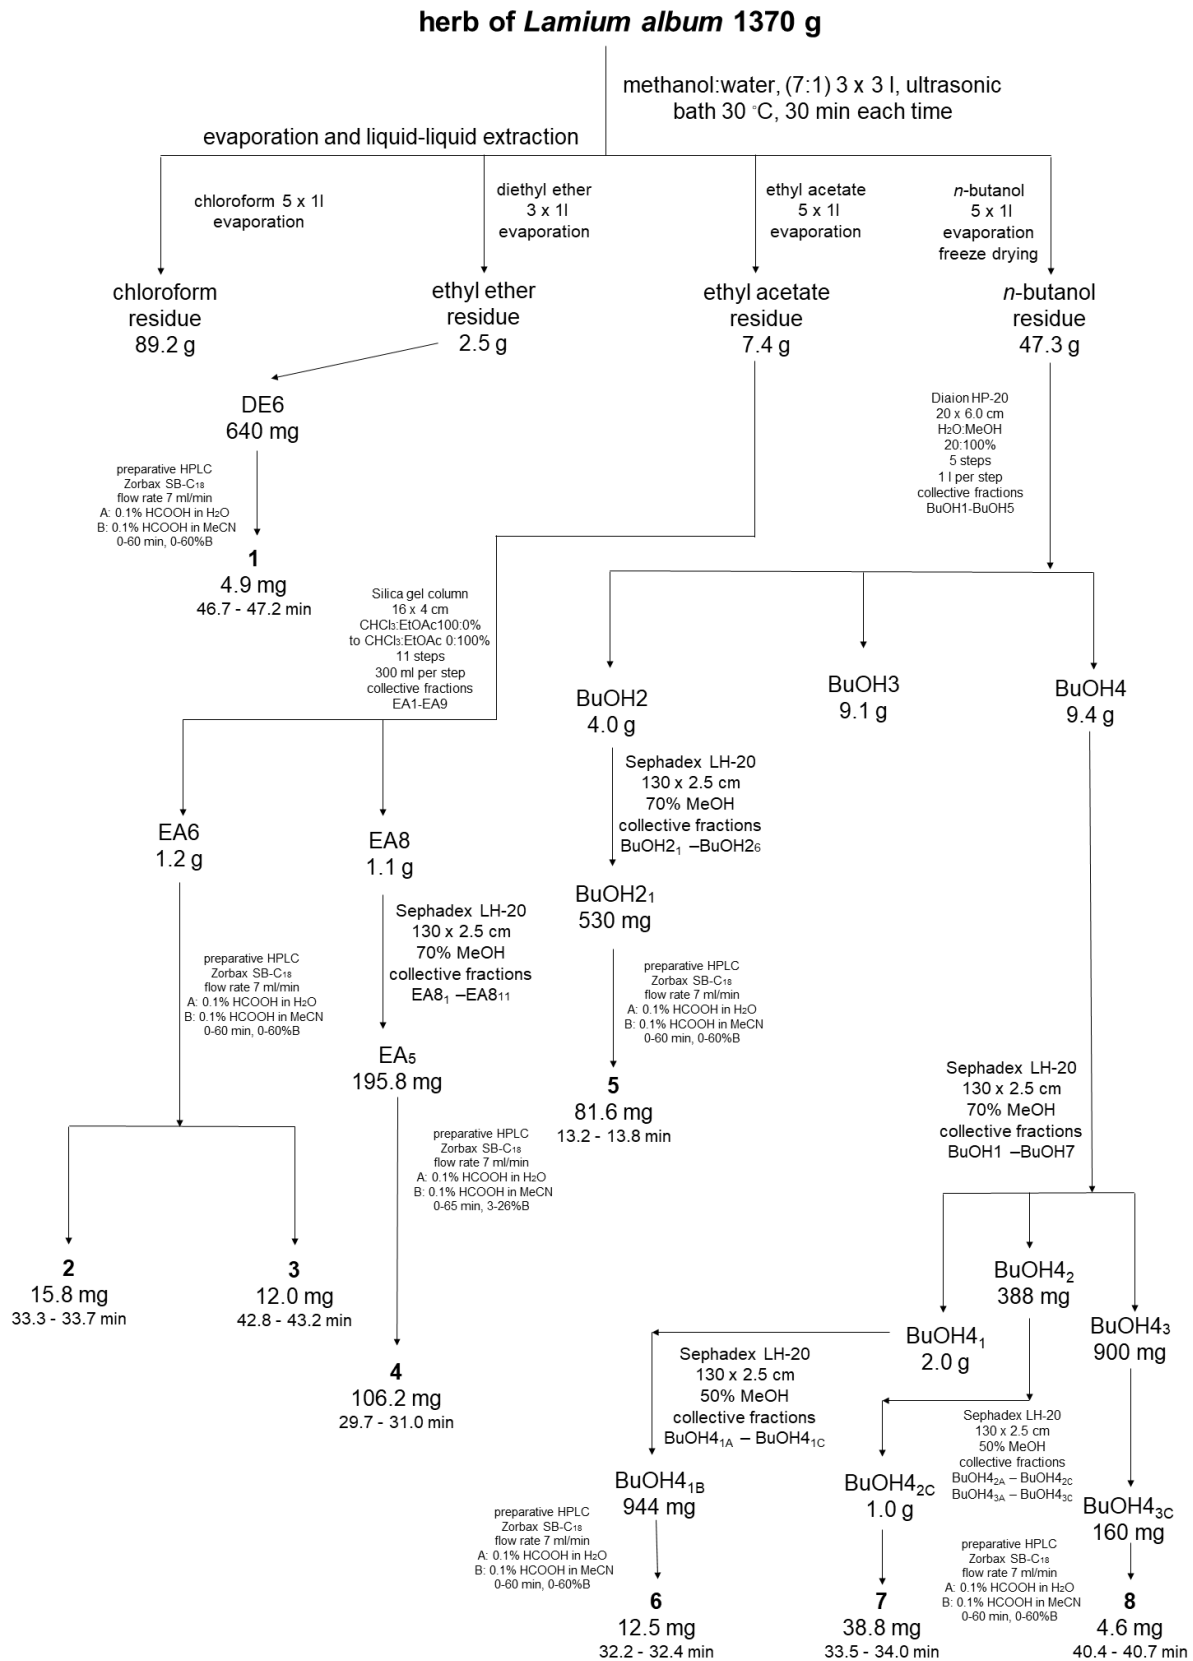 herb of Lamium album 1370 g
methanol:water, (7:1) 3 x 3 l, ultrasonic
bath 30 °C, 30 min each time
evaporation and liquid-liquid extraction
chloroform 5 x 1l
evaporation
diethyl ether
3 x 1l
evaporation
ethyl acetate
5 x 1l
evaporation
n-butanol
5 x 1l
evaporation
freeze drying
chloroform
residue
89.2 g
ethyl ether
residue
2.5 g
ethyl acetate
residue
7.4 g
n-butanol
residue
47.3 g
DE6
640 mg
preparative HPLC
Zorbax SB-C₁₈
flow rate 7 ml/min
A: 0.1% HCOOH in H₂O
B: 0.1% HCOOH in MeCN
0-60 min, 0-60%B
1
4.9 mg
46.7 - 47.2 min
Diaion HP-20
20 x 6.0 cm
H₂O:MeOH
20:100%
5 steps
1 l per step
collective fractions
BuOH1-BuOH5
Silica gel column
16 x 4 cm
CHCl₃:EtOAc100:0%
to CHCl₃:EtOAc 0:100%
11 steps
300 ml per step
collective fractions
EA1-EA9
BuOH2
4.0 g
BuOH3
9.1 g
BuOH4
9.4 g
Sephadex LH-20
130 x 2.5 cm
70% MeOH
collective fractions
BuOH2₁ –BuOH2₆
EA6
1.2 g
EA8
1.1 g
BuOH2₁
530 mg
Sephadex LH-20
130 x 2.5 cm
70% MeOH
collective fractions
EA8₁ –EA8₁₁
preparative HPLC
Zorbax SB-C₁₈
flow rate 7 ml/min
A: 0.1% HCOOH in H₂O
B: 0.1% HCOOH in MeCN
0-60 min, 0-60%B
preparative HPLC
Zorbax SB-C₁₈
flow rate 7 ml/min
A: 0.1% HCOOH in H₂O
B: 0.1% HCOOH in MeCN
0-60 min, 0-60%B
EA₅
195.8 mg
5
81.6 mg
13.2 - 13.8 min
Sephadex LH-20
130 x 2.5 cm
70% MeOH
collective fractions
BuOH1 –BuOH7
preparative HPLC
Zorbax SB-C₁₈
flow rate 7 ml/min
A: 0.1% HCOOH in H₂O
B: 0.1% HCOOH in MeCN
0-65 min, 3-26%B
2
15.8 mg
33.3 - 33.7 min
3
12.0 mg
42.8 - 43.2 min
4
106.2 mg
29.7 - 31.0 min
BuOH4₂
388 mg
BuOH4₁
2.0 g
BuOH4₃
900 mg
Sephadex LH-20
130 x 2.5 cm
50% MeOH
collective fractions
BuOH4₁A – BuOH4₁C
Sephadex LH-20
130 x 2.5 cm
50% MeOH
collective fractions
BuOH4₂A – BuOH4₂C
BuOH4₃A – BuOH4₃C
BuOH4₁B
944 mg
BuOH4₂C
1.0 g
BuOH4₃C
160 mg
preparative HPLC
Zorbax SB-C₁₈
flow rate 7 ml/min
A: 0.1% HCOOH in H₂O
B: 0.1% HCOOH in MeCN
0-60 min, 0-60%B
preparative HPLC
Zorbax SB-C₁₈
flow rate 7 ml/min
A: 0.1% HCOOH in H₂O
B: 0.1% HCOOH in MeCN
0-60 min, 0-60%B
6
12.5 mg
32.2 - 32.4 min
7
38.8 mg
33.5 - 34.0 min
8
4.6 mg
40.4 - 40.7 min